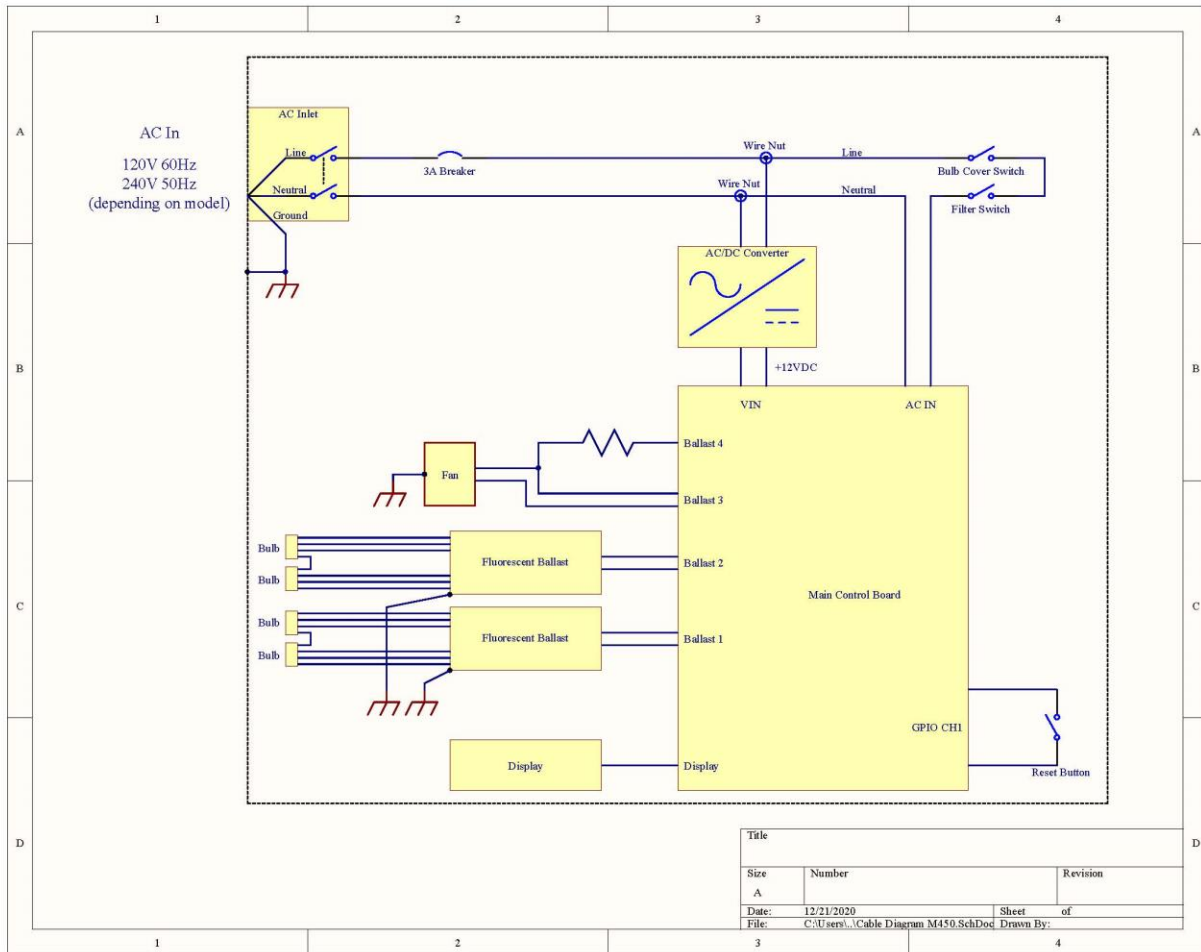 1 2 3 4
A A
AC Inlet
AC In
120V 60Hz
240V 50Hz
(depending on model)
Line
Neutral
Ground
3A Breaker
Wire Nut
Wire Nut
Line
Neutral
Bulb Cover Switch
Filter Switch
AC/DC Converter
+12VDC
B B
VIN
AC IN
Ballast 4
Fan
Ballast 3
Bulb
Bulb
Fluorescent Ballast
Ballast 2
Main Control Board
C C
Bulb
Bulb
Fluorescent Ballast
Ballast 1
GPIO CH1
Reset Button
Display
Display
D D
Title
Size Number Revision
A
Date: 12/21/2020 Sheet of
File: C:\Users\..\Cable Diagram M450.SchDoc Drawn By:
1 2 3 4